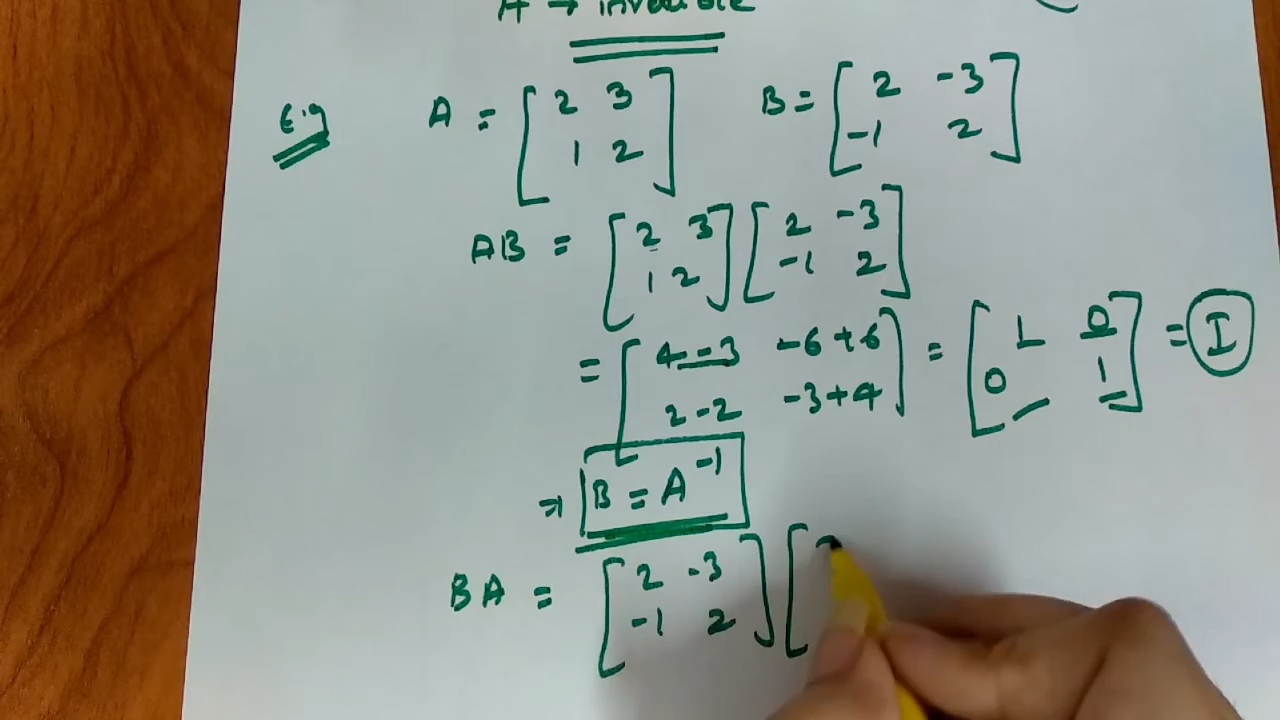 A → invertible
E.g A = [2 3 B = [2 -3
1 2] -1 2]
AB = [2 3 [2 -3
1 2] -1 2]
= [4-3 -6+6 = [1 0 = I
2-2 -3+4] 0 1]
⇒ B = A⁻¹
BA = [2 -3 [
-1 2]